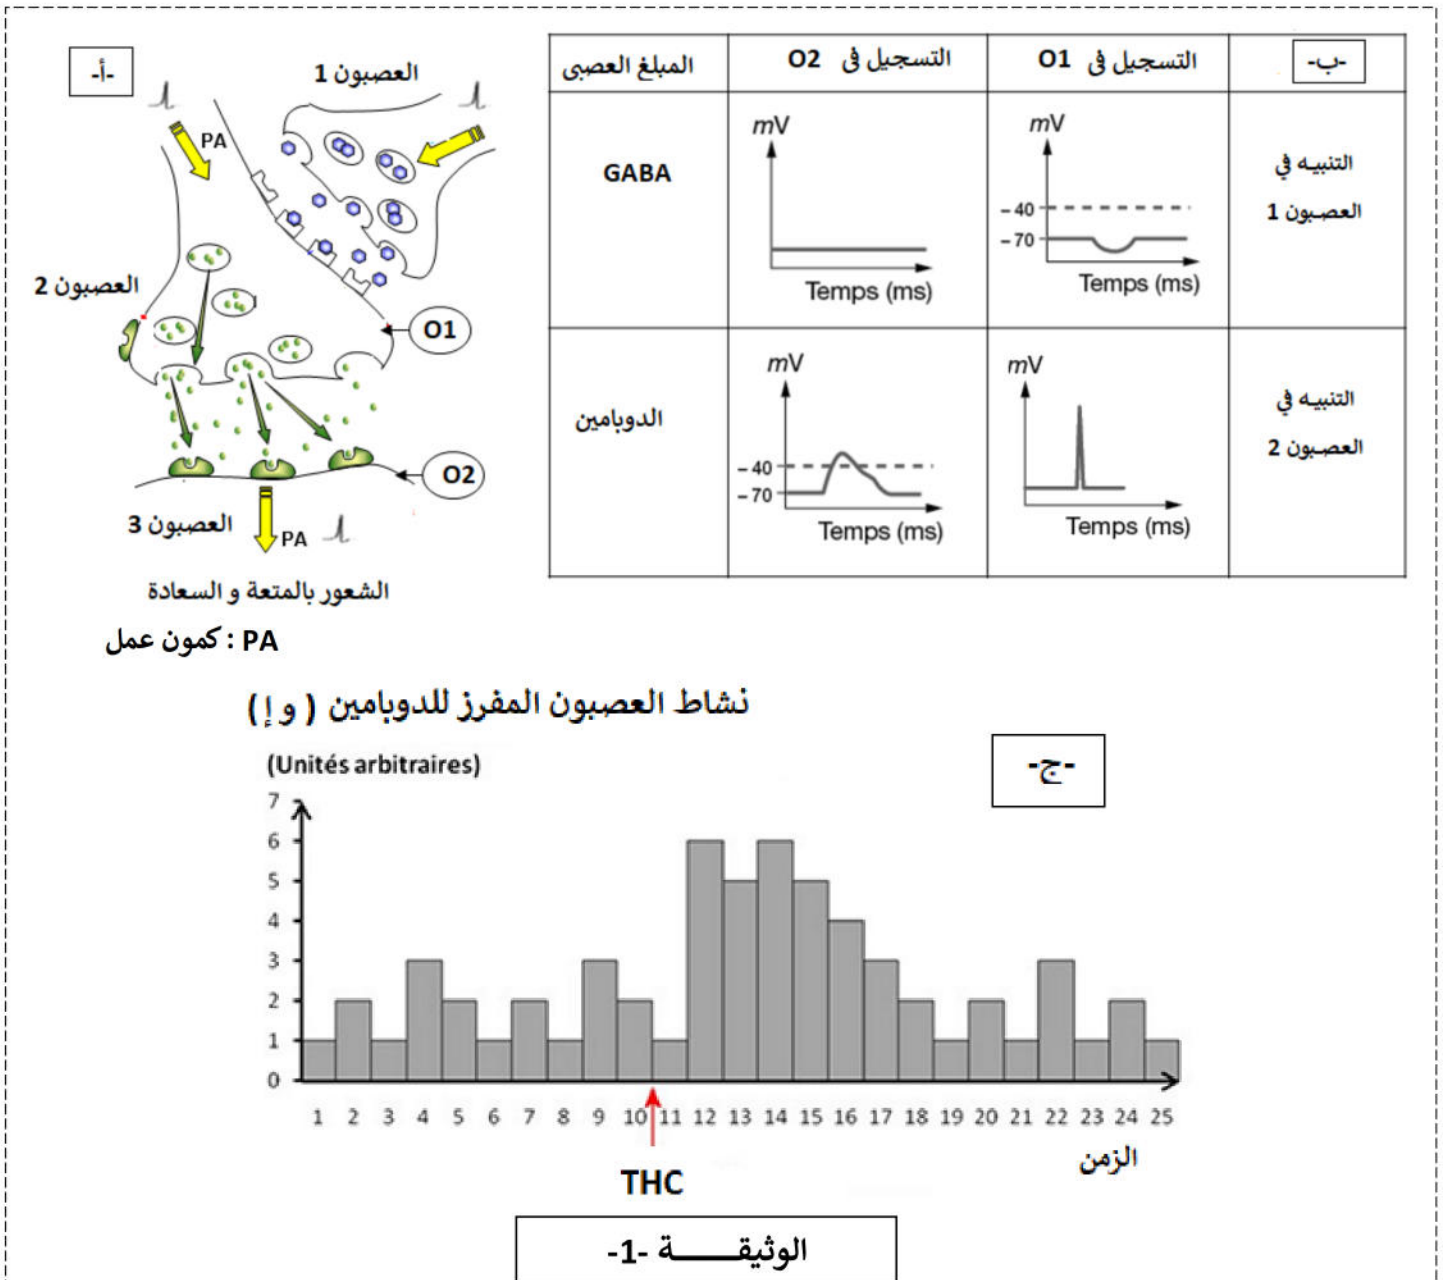 -أ-
العصبون 1
PA
العصبون 2
O1
O2
العصبون 3
PA
الشعور بالمتعة و السعادة
PA : كمون عمل
-ب-
التسجيل في O1
التسجيل في O2
المبلغ العصبي
التنبيه في
العصبون 1
mV
– 40
– 70
Temps (ms)
mV
Temps (ms)
GABA
التنبيه في
العصبون 2
mV
Temps (ms)
mV
– 40
– 70
Temps (ms)
الدوبامين
نشاط العصبون المفرز للدوبامين ( و إ )
(Unités arbitraires)
-ج-
7
6
5
4
3
2
1
0
1 2 3 4 5 6 7 8 9 10 11 12 13 14 15 16 17 18 19 20 21 22 23 24 25
الزمن
THC
الوثيقـــــة -1-